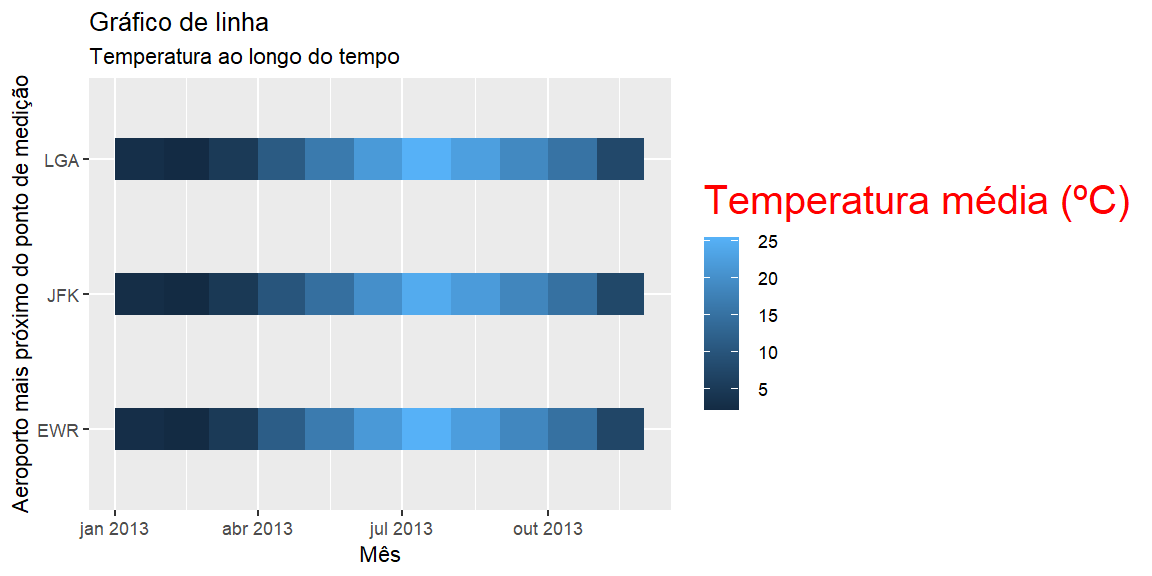 Gráfico de linha
Temperatura ao longo do tempo
Aeroporto mais próximo do ponto de medição
LGA
JFK
EWR
jan 2013
abr 2013
jul 2013
out 2013
Mês
Temperatura média (ºC)
25
20
15
10
5